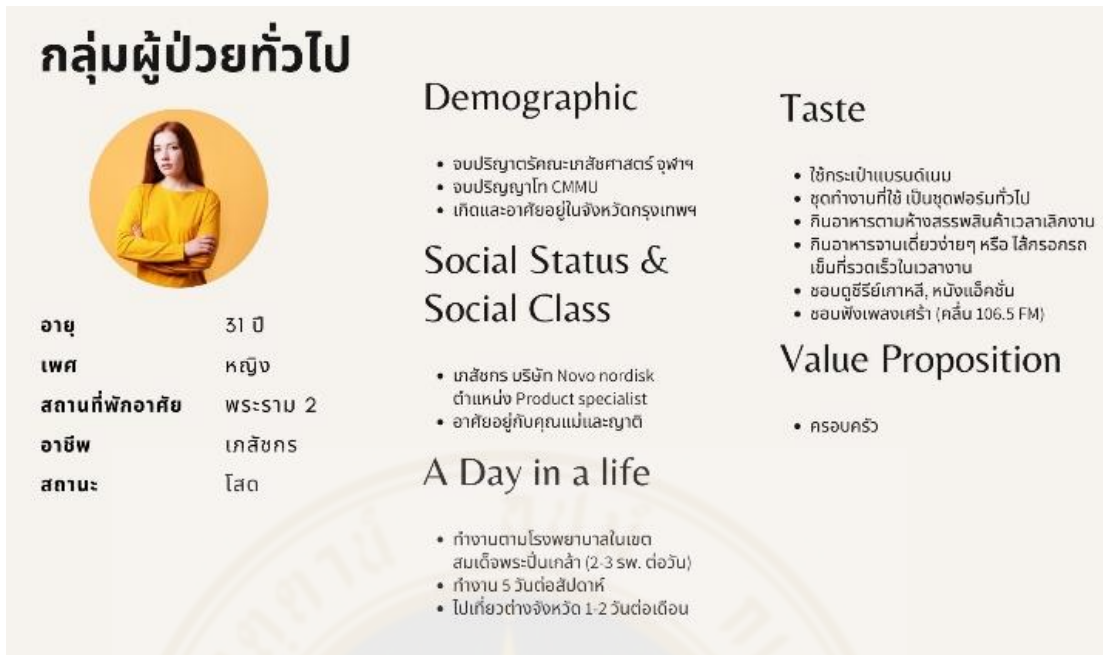 กลุ่มผู้ป่วยทั่วไป
อายุ 31 ปี
เพศ หญิง
สถานที่พักอาศัย พระราม 2
อาชีพ เภสัชกร
สถานะ โสด
Demographic
• จบปริญาตรัคณะเภสัชศาสตร์ จุฬาฯ
• จบปริญญาโท CMMU
• เกิดและอาศัยอยู่ในจังหวัดกรุงเทพฯ
Social Status &
Social Class
• เภสัชกร บริษัท Novo nordisk
ตำแหน่ง Product specialist
• อาศัยอยู่กับคุณแม่และญาติ
A Day in a life
• ทำงานตามโรงพยาบาลในเขต
สมเด็จพระปิ่นเกล้า (2-3 รพ. ต่อวัน)
• ทำงาน 5 วันต่อสัปดาห์
• ไปเที่ยวต่างจังหวัด 1-2 วันต่อเดือน
Taste
• ใช้กระเป๋าแบรนด์เนม
• ชุดทำงานที่ใช้ เป็นชุดฟอร์มทั่วไป
• กินอาหารตามห้างสรรพสินค้าเวลาเลิกงาน
• กินอาหารจานเดี่ยวง่ายๆ หรือ ไส้กรอกรถ
เข็นที่รวดเร็วในเวลางาน
• ชอบดูซีรีย์เกาหลี, หนังแอ็คชั่น
• ชอบฟังเพลงเศร้า (คลื่น 106.5 FM)
Value Proposition
• ครอบครัว